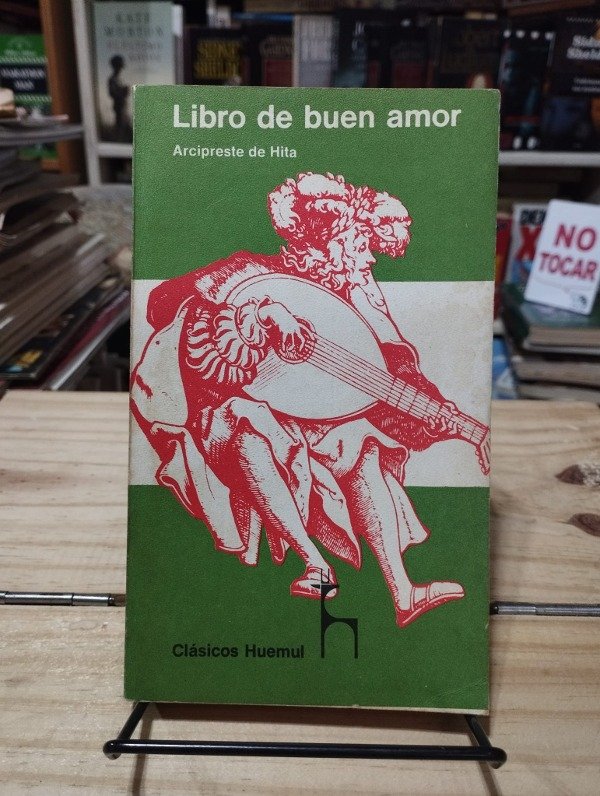 Libro de buen amor
Arcipreste de Hita
Clásicos Huemul
NO
TOCAR